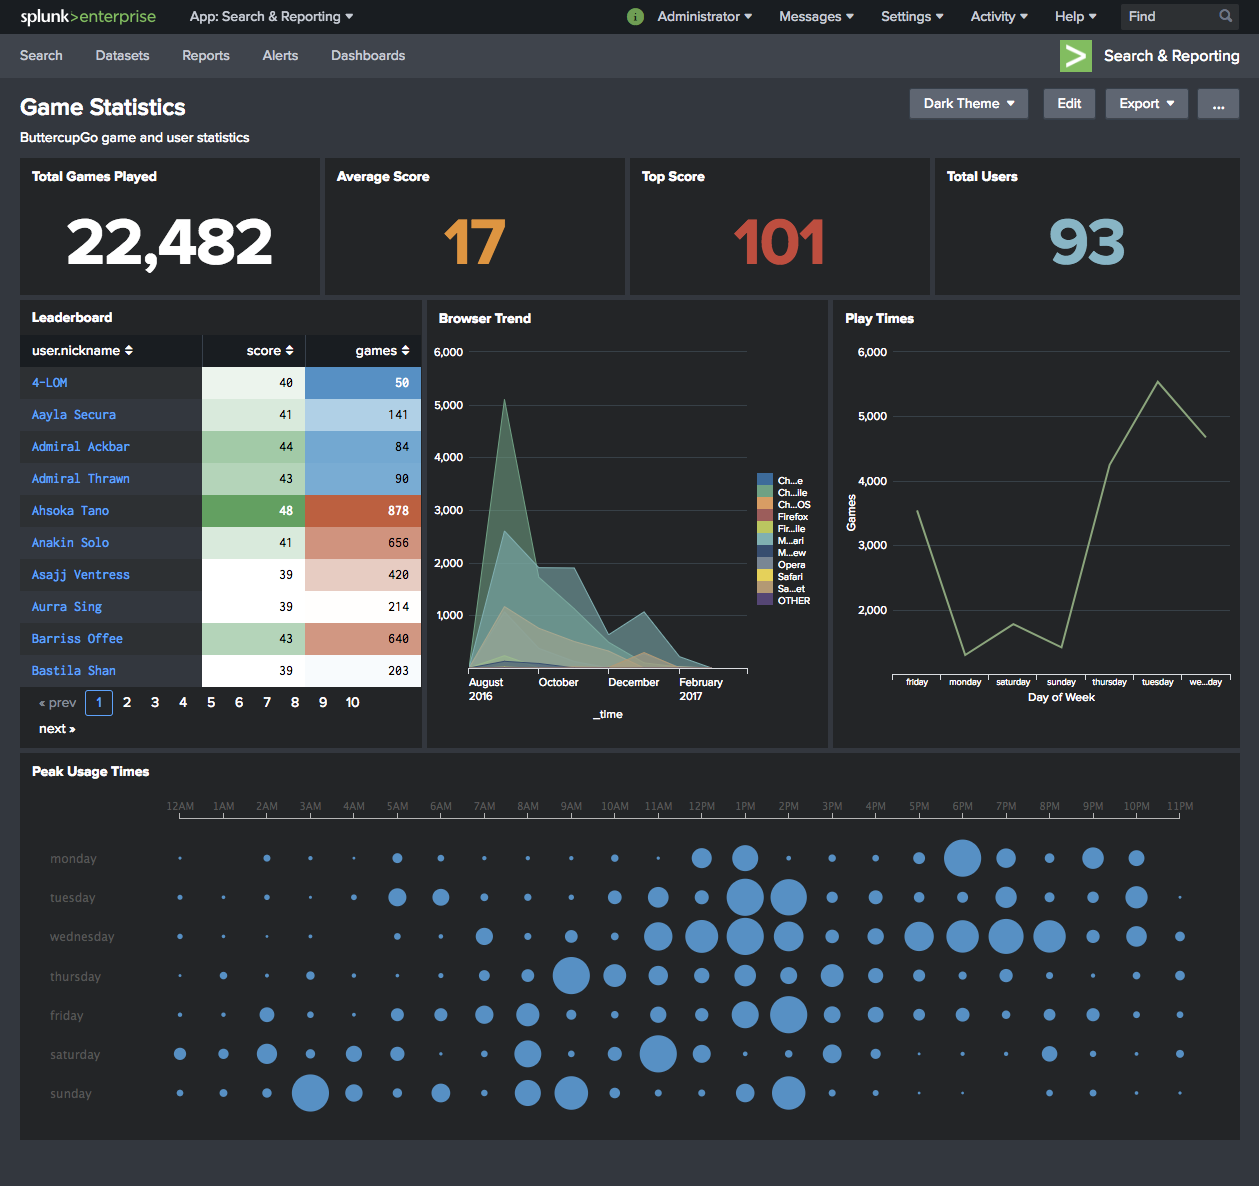 splunk>enterprise App: Search & Reporting ▾ i Administrator ▾ Messages ▾ Settings ▾ Activity ▾ Help ▾ Find
Search Datasets Reports Alerts Dashboards > Search & Reporting
Game Statistics Dark Theme ▾ Edit Export ▾ ...
ButtercupGo game and user statistics
Total Games Played
22,482
Average Score
17
Top Score
101
Total Users
93
Leaderboard
user.nickname score games
4-LOM 40 50
Aayla Secura 41 141
Admiral Ackbar 44 84
Admiral Thrawn 43 90
Ahsoka Tano 48 878
Anakin Solo 41 656
Asajj Ventress 39 420
Aurra Sing 39 214
Barriss Offee 43 640
Bastila Shan 39 203
« prev 1 2 3 4 5 6 7 8 9 10
next »
Browser Trend
6,000
5,000
4,000
3,000
2,000
1,000
August October December February
2016 2017
_time
Ch...e
Ch...ile
Ch...OS
Firefox
Fir...ile
M...ari
M...ew
Opera
Safari
Sa...et
OTHER
Play Times
6,000
5,000
4,000
3,000
2,000
Games
friday monday saturday sunday thursday tuesday we...day
Day of Week
Peak Usage Times
12AM 1AM 2AM 3AM 4AM 5AM 6AM 7AM 8AM 9AM 10AM 11AM 12PM 1PM 2PM 3PM 4PM 5PM 6PM 7PM 8PM 9PM 10PM 11PM
monday
tuesday
wednesday
thursday
friday
saturday
sunday